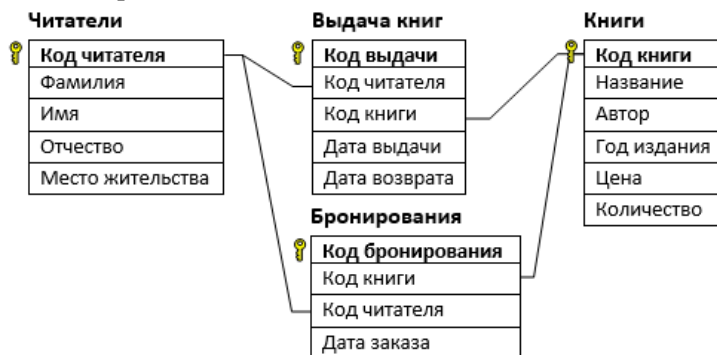 Читатели
Код читателя
Фамилия
Имя
Отчество
Место жительства
Выдача книг
Код выдачи
Код читателя
Код книги
Дата выдачи
Дата возврата
Книги
Код книги
Название
Автор
Год издания
Цена
Количество
Бронирования
Код бронирования
Код книги
Код читателя
Дата заказа